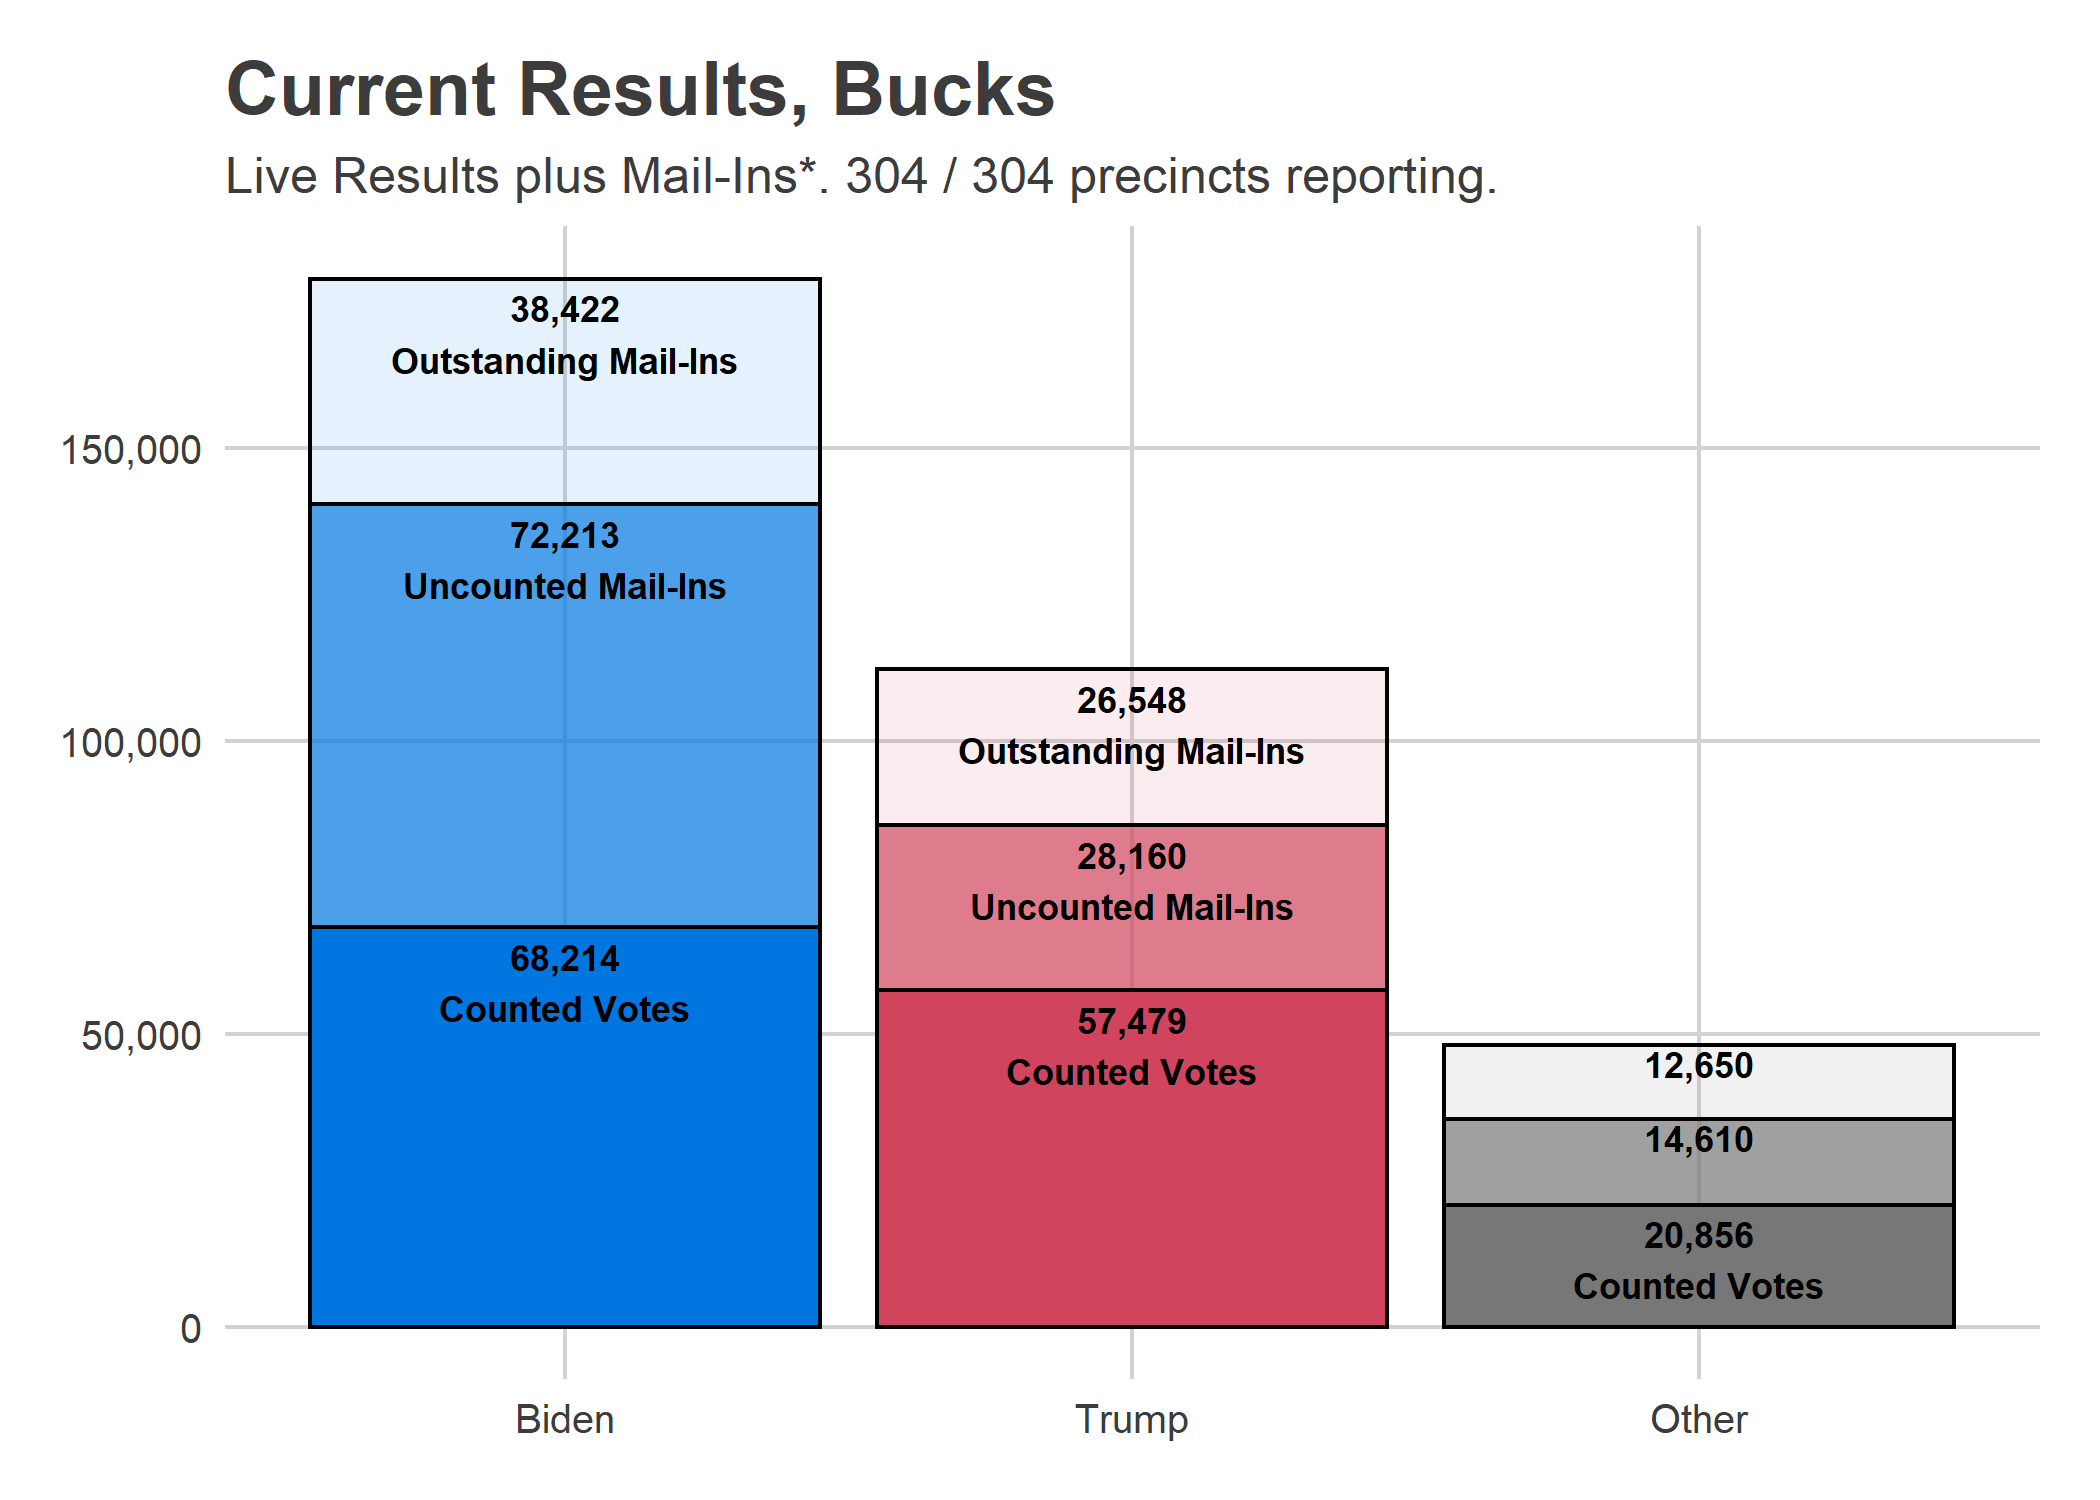 Current Results, Bucks
Live Results plus Mail-Ins*. 304 / 304 precincts reporting.
150,000
100,000
50,000
0
38,422
Outstanding Mail-Ins
72,213
Uncounted Mail-Ins
68,214
Counted Votes
26,548
Outstanding Mail-Ins
28,160
Uncounted Mail-Ins
57,479
Counted Votes
12,650
14,610
20,856
Counted Votes
Biden
Trump
Other